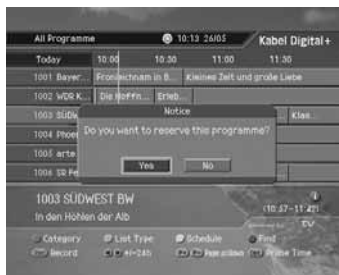 All Programme 10:13 26/05 Kabel Digital+
Today 10:00 10:30 11:00 11:30
1001 Bayer... Fronleichnam in B... Kleines Zelt und große Liebe
1002 WDR K... Die Hoffn... Erleb...
1003 SÜDW Notice Klas...
1004 Phoe
Do you want to reserve this programme?
1005 arte
Yes No
1006 SR Fe
1003 SÜDWEST BW
In den Höhlen der Alb (10:57-11:42)
TV
Category List Type Schedule Find
Record +/-24h Page up/down Prime Time